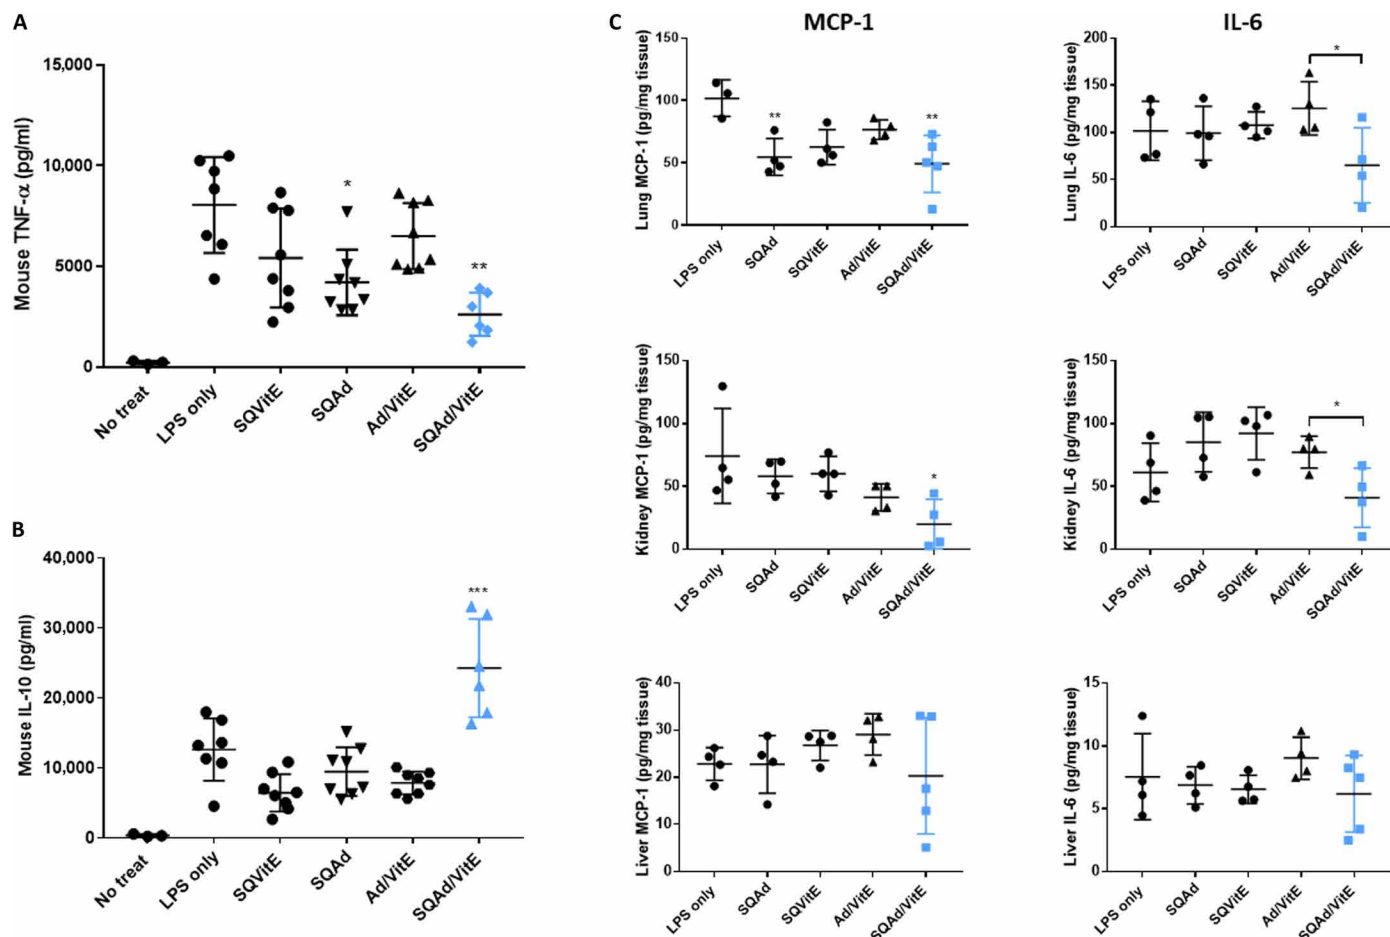 A
Mouse TNF-α (pg/ml)
15,000
10,000
5000
0
*
**
No treat
LPS only
SQVitE
SQAd
Ad/VitE
SQAd/VitE
B
Mouse IL-10 (pg/ml)
40,000
30,000
20,000
10,000
0
***
No treat
LPS only
SQVitE
SQAd
Ad/VitE
SQAd/VitE
C
MCP-1
IL-6
Lung MCP-1 (pg/mg tissue)
150
100
50
0
**
**
LPS only
SQAd
SQVitE
Ad/VitE
SQAd/VitE
Lung IL-6 (pg/mg tissue)
200
150
100
50
0
*
LPS only
SQAd
SQVitE
Ad/VitE
SQAd/VitE
Kidney MCP-1 (pg/mg tissue)
150
100
50
0
*
LPS only
SQAd
SQVitE
Ad/VitE
SQAd/VitE
Kidney IL-6 (pg/mg tissue)
150
100
50
0
*
LPS only
SQAd
SQVitE
Ad/VitE
SQAd/VitE
Liver MCP-1 (pg/mg tissue)
40
30
20
10
0
LPS only
SQAd
SQVitE
Ad/VitE
SQAd/VitE
Liver IL-6 (pg/mg tissue)
15
10
5
0
LPS only
SQAd
SQVitE
Ad/VitE
SQAd/VitE